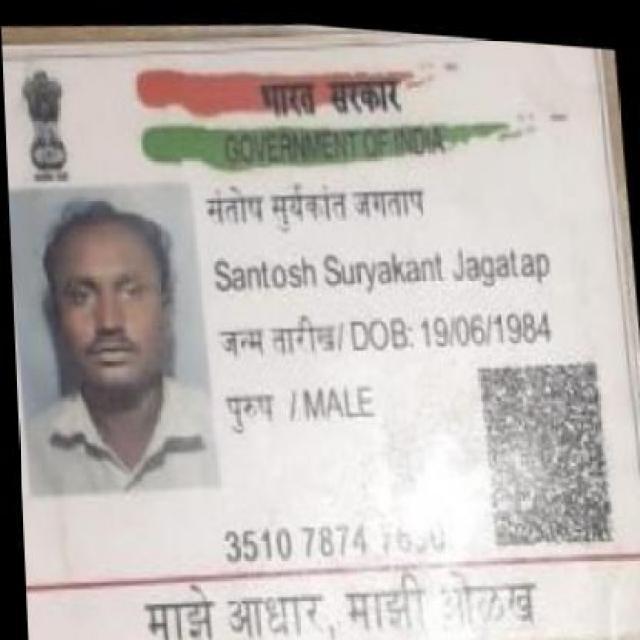 भारत सरकार
GOVERNMENT OF INDIA
संतोष सुर्यकांत जगताप
Santosh Suryakant Jagatap
जन्म तारीख/ DOB: 19/06/1984
पुरुष / MALE
3510 7874
माझे आधार, माझी ओळख